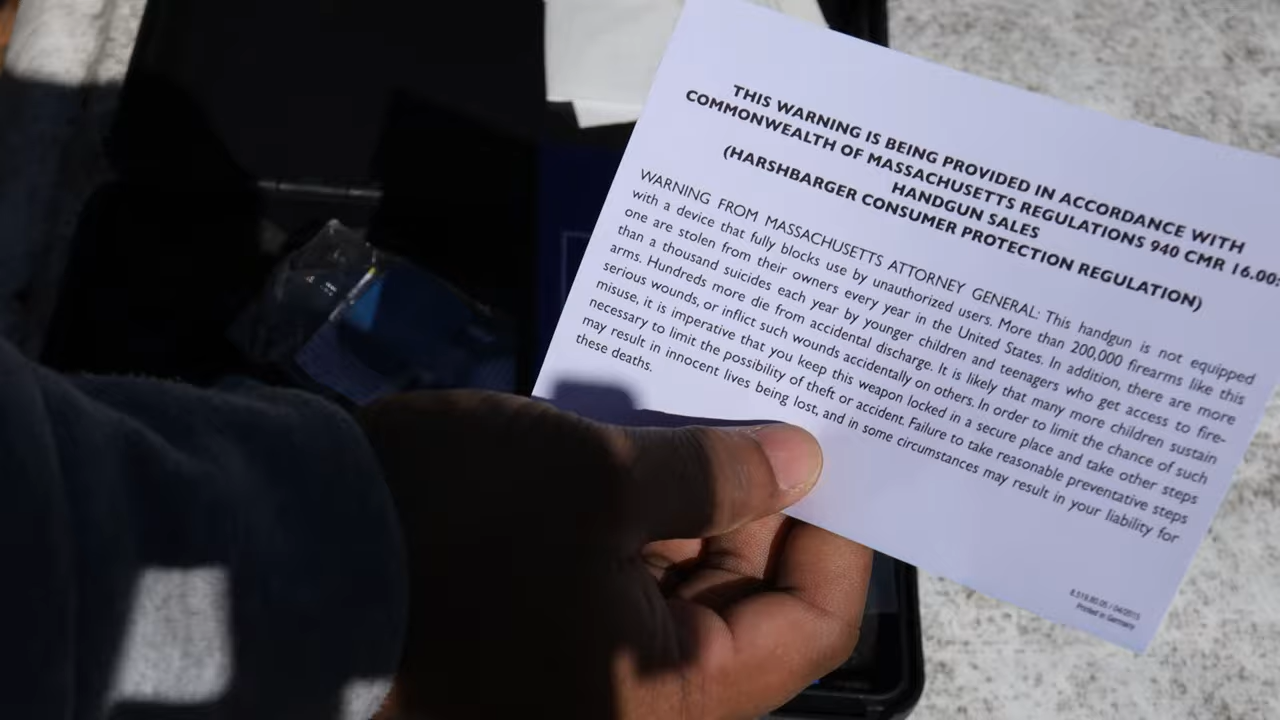 THIS WARNING IS BEING PROVIDED IN ACCORDANCE WITH
COMMONWEALTH OF MASSACHUSETTS REGULATIONS 940 CMR 16.00:
HANDGUN SALES
(HARSHBARGER CONSUMER PROTECTION REGULATION)
WARNING FROM MASSACHUSETTS ATTORNEY GENERAL: This handgun is not equipped
with a device that fully blocks use by unauthorized users. More than 200,000 firearms like this
one are stolen from their owners every year in the United States. In addition, there are more
than a thousand suicides each year by younger children and teenagers who get access to fire-
arms. Hundreds more die from accidental discharge. It is likely that many more children sustain
serious wounds, or inflict such wounds accidentally on others. In order to limit the chance of such
misuse, it is imperative that you keep this weapon locked in a secure place and take other steps
necessary to limit the possibility of theft or accident. Failure to take reasonable preventative steps
may result in innocent lives being lost, and in some circumstances may result in your liability for
these deaths.
8.519.80.05 / 04/2015
Printed in Germany